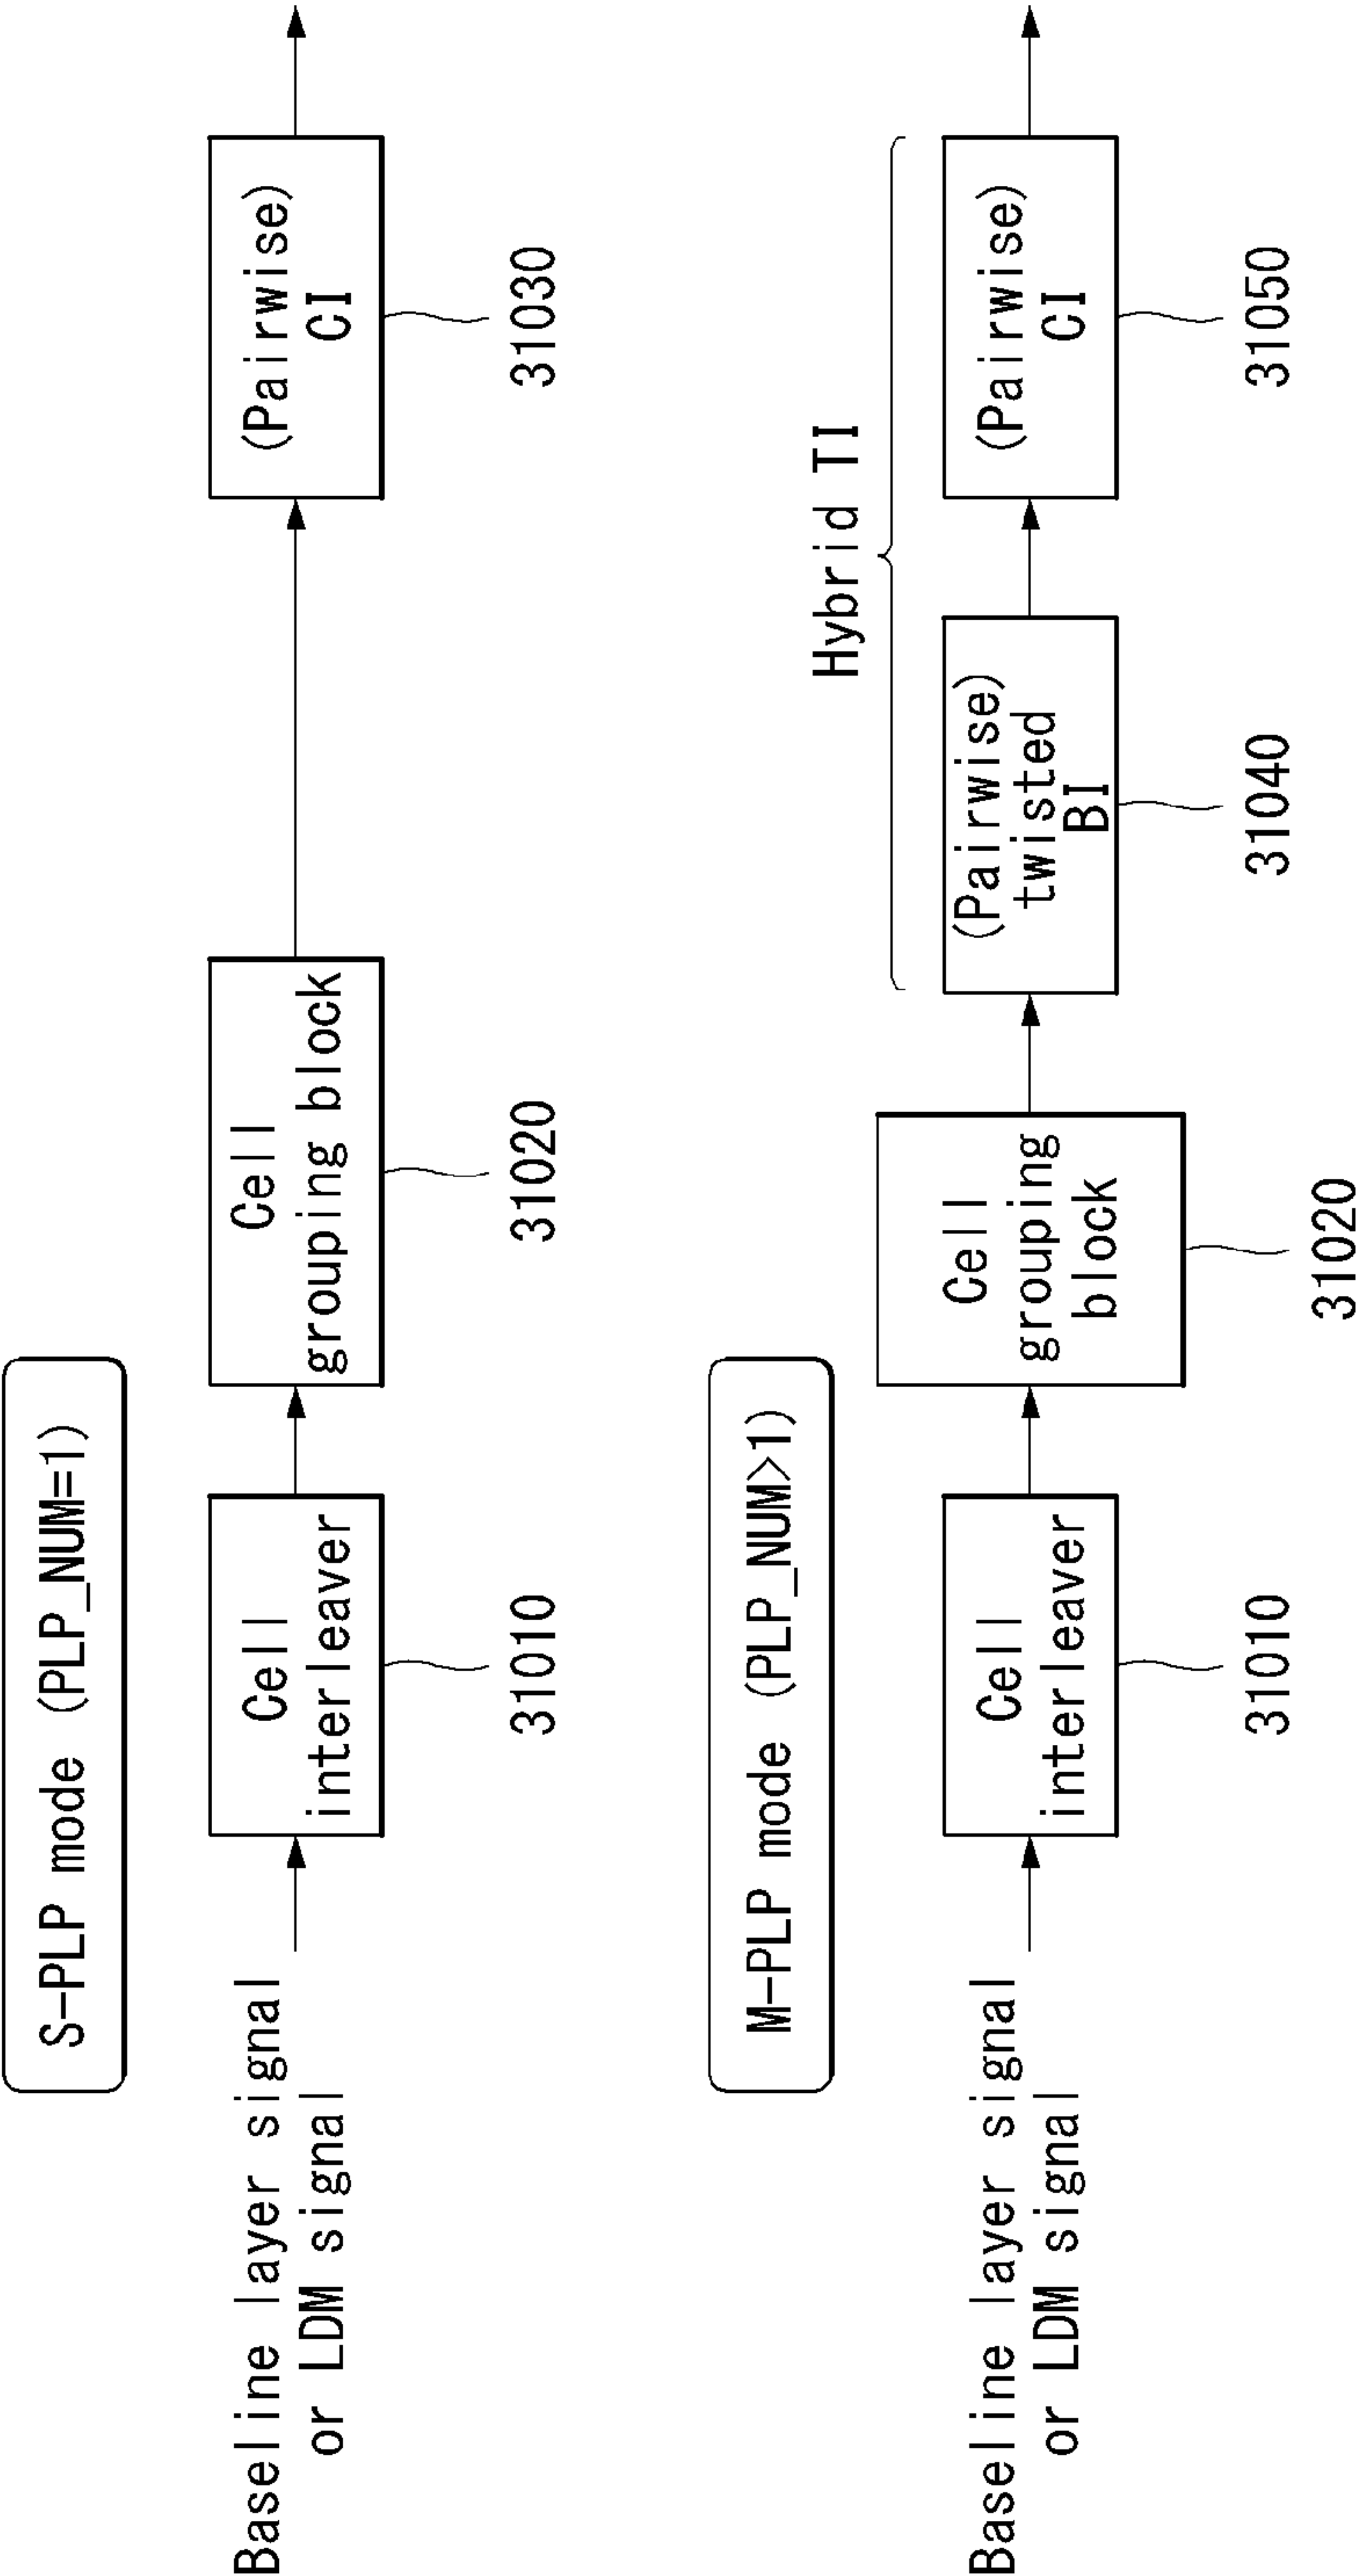 S-PLP mode (PLP_NUM=1)
Baseline layer signal
or LDM signal
Cell
interleaver
31010
Cell
grouping block
31020
(Pairwise)
CI
31030
M-PLP mode (PLP_NUM>1)
Hybrid TI
Baseline layer signal
or LDM signal
Cell
interleaver
31010
Cell
grouping
block
31020
(Pairwise)
twisted
BI
31040
(Pairwise)
CI
31050